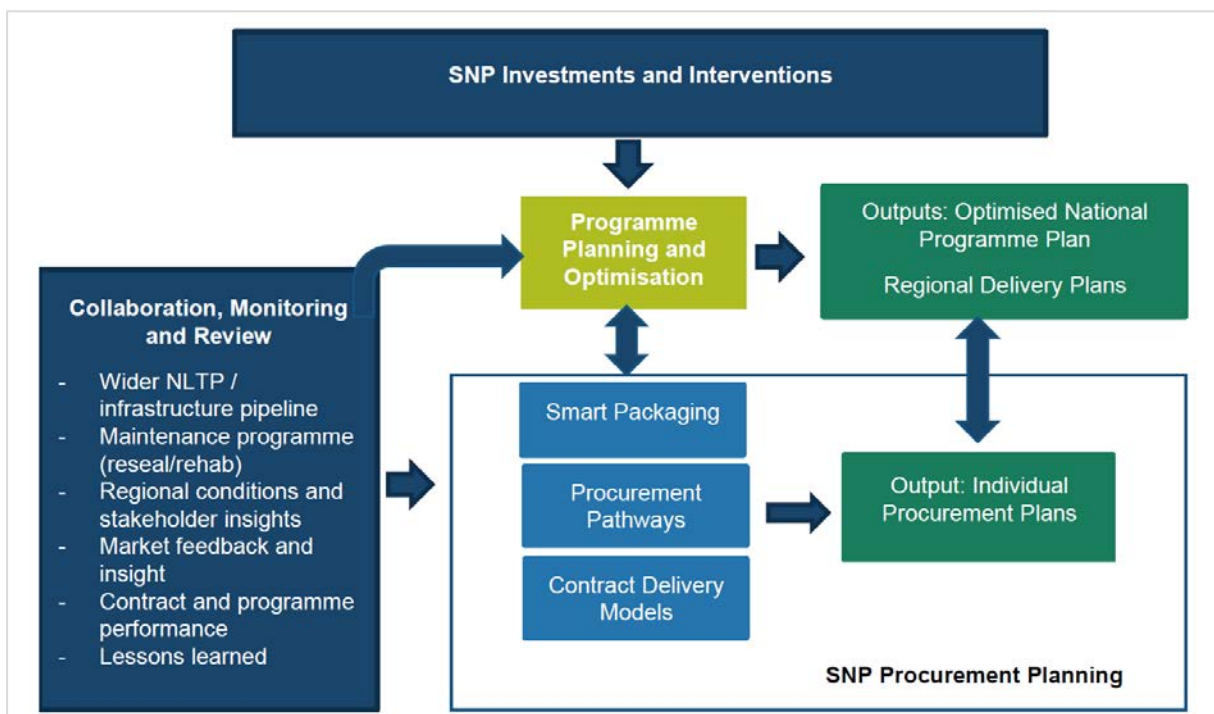 SNP Investments and Interventions
Programme
Planning and
Optimisation
Outputs: Optimised National
Programme Plan
Regional Delivery Plans
Collaboration, Monitoring
and Review
- Wider NLTP /
infrastructure pipeline
- Maintenance programme
(reseal/rehab)
- Regional conditions and
stakeholder insights
- Market feedback and
insight
- Contract and programme
performance
- Lessons learned
Smart Packaging
Procurement
Pathways
Contract Delivery
Models
Output: Individual
Procurement Plans
SNP Procurement Planning